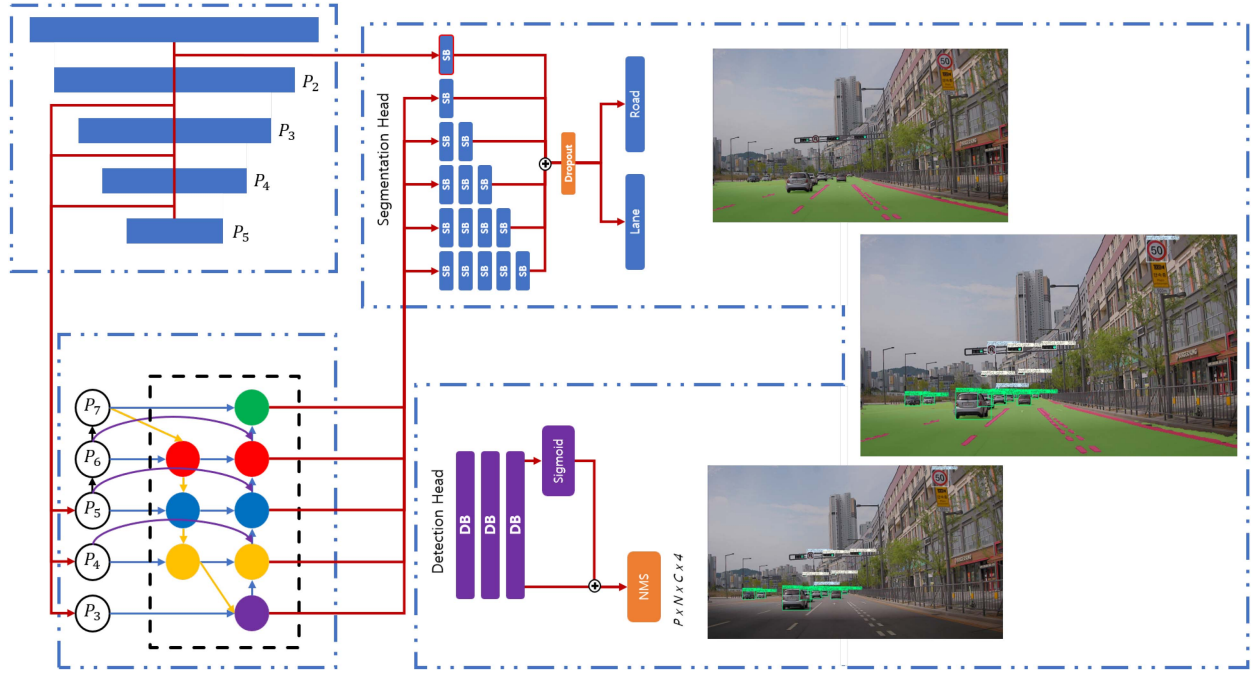 P2
P3
P4
P5
Segmentation Head
SB
SB
SB SB
SB SB SB
SB SB SB SB
SB SB SB SB SB
Dropout
Road
Lane
50
50
50
P7
P6
P5
P4
P3
Detection Head
DB DB DB
Sigmoid
NMS
P x N x C x 4